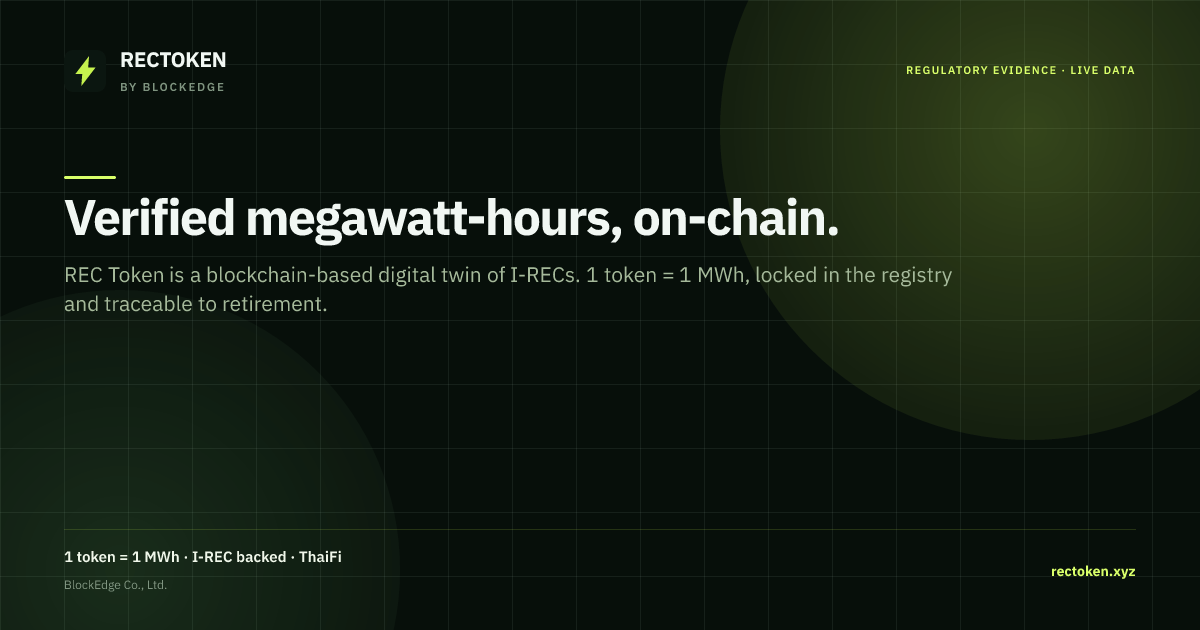 RECTOKEN
BY BLOCKEDGE
REGULATORY EVIDENCE · LIVE DATA
Verified megawatt-hours, on-chain.
REC Token is a blockchain-based digital twin of I-RECs. 1 token = 1 MWh, locked in the registry
and traceable to retirement.
1 token = 1 MWh · I-REC backed · ThaiFi
BlockEdge Co., Ltd.
rectoken.xyz